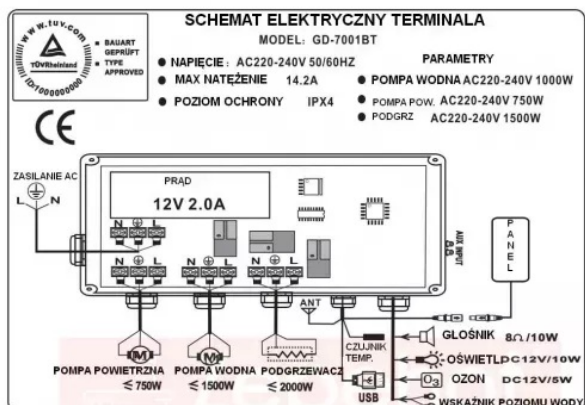 SCHEMAT ELEKTRYCZNY TERMINALA
MODEL: GD-7001BT
www.tuv.com
TÜVRheinland
ID:1000000000
BAUART
GEPRÜFT
TYPE
APPROVED
NAPIĘCIE: AC220-240V 50/60HZ
MAX NATĘŻENIE 14.2A
POZIOM OCHRONY IPX4
PARAMETRY
POMPA WODNA AC220-240V 1000W
POMPA POW. AC220-240V 750W
PODGRZ AC220-240V 1500W
CE
ZASILANIE AC
L N
PRĄD
12V 2.0A
N L
N L N L N L
AUX INPUT
PANEL
ANT
CZUJNIK
TEMP.
USB
GŁOŚNIK 8Ω/10W
OŚWIETL DC12V/10W
O3 OZON DC12V/5W
WSKAŹNIK POZIOMU WODY
M M
POMPA POWIETRZNA POMPA WODNA PODGRZEWACZ
≤ 750W ≤ 1500W ≤ 2000W